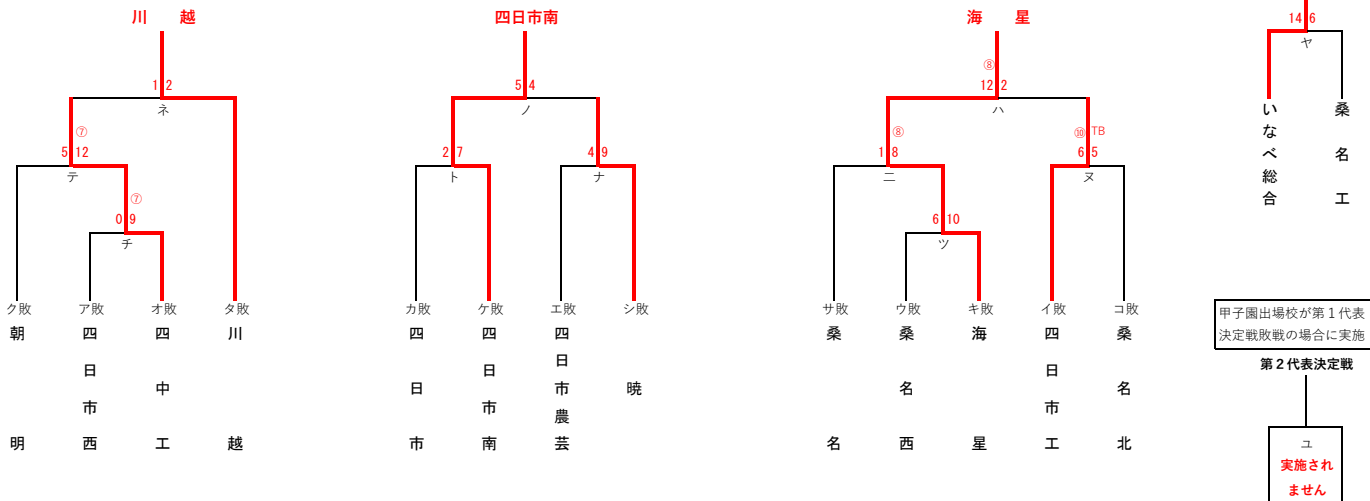 川　越
1 2
ネ
⑦
5 12
テ
⑦
0 9
チ
ク敗 ア敗 オ敗 タ敗
朝明
四日市西
四中工
川越
四日市南
5 4
ノ
2 7
ト
4 9
ナ
カ敗 ケ敗 エ敗 シ敗
四日市
四日市南
四日市農芸
暁
海　星
⑧
12 2
ハ
⑧
1 8
ニ
⑩ TB
6 5
ヌ
6 10
ツ
サ敗 ウ敗 キ敗 イ敗 コ敗
桑名
桑名西
海星
四日市工
桑名北
14 6
ヤ
いなべ総合
桑名工
甲子園出場校が第１代表
決定戦敗戦の場合に実施
第２代表決定戦
ユ
実施され
ません